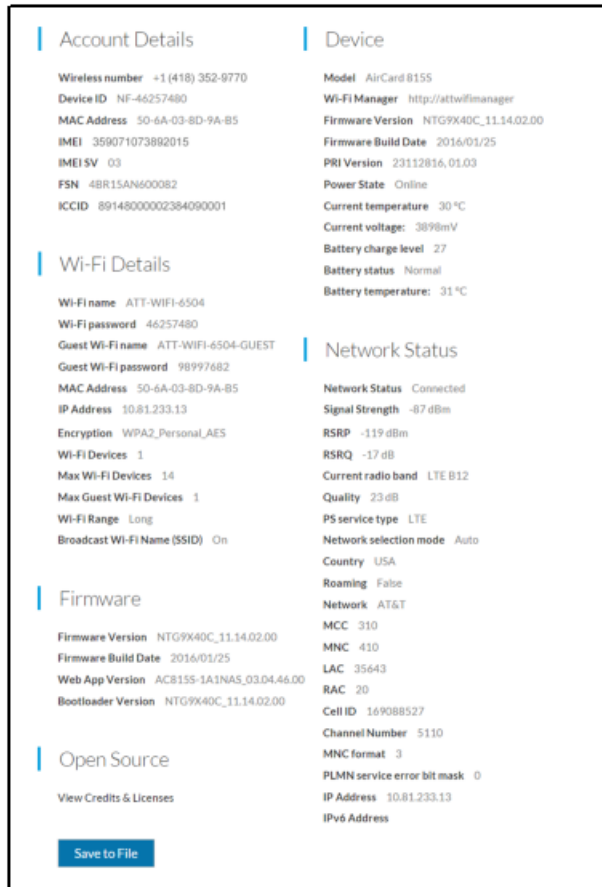 Account Details
Wireless number +1 (418) 352-9770
Device ID NF-46257480
MAC Address 50-6A-03-8D-9A-B5
IMEI 359071073892015
IMEI SV 03
FSN 4BR15AN600082
ICCID 89148000002384090001
Wi-Fi Details
Wi-Fi name ATT-WIFI-6504
Wi-Fi password 46257480
Guest Wi-Fi name ATT-WIFI-6504-GUEST
Guest Wi-Fi password 98997682
MAC Address 50-6A-03-8D-9A-B5
IP Address 10.81.233.13
Encryption WPA2_Personal_AES
Wi-Fi Devices 1
Max Wi-Fi Devices 14
Max Guest Wi-Fi Devices 1
Wi-Fi Range Long
Broadcast Wi-Fi Name (SSID) On
Firmware
Firmware Version NTG9X40C_11.14.02.00
Firmware Build Date 2016/01/25
Web App Version AC815S-1A1NAS_03.04.46.00
Bootloader Version NTG9X40C_11.14.02.00
Open Source
View Credits & Licenses
Save to File
Device
Model AirCard 815S
Wi-Fi Manager http://attwifimanager
Firmware Version NTG9X40C_11.14.02.00
Firmware Build Date 2016/01/25
PRI Version 23112816, 01.03
Power State Online
Current temperature 30 °C
Current voltage: 3898mV
Battery charge level 27
Battery status Normal
Battery temperature: 31 °C
Network Status
Network Status Connected
Signal Strength -87 dBm
RSRP -119 dBm
RSRQ -17 dB
Current radio band LTE B12
Quality 23 dB
PS service type LTE
Network selection mode Auto
Country USA
Roaming False
Network AT&T
MCC 310
MNC 410
LAC 35643
RAC 20
Cell ID 169088527
Channel Number 5110
MNC format 3
PLMN service error bit mask 0
IP Address 10.81.233.13
IPv6 Address